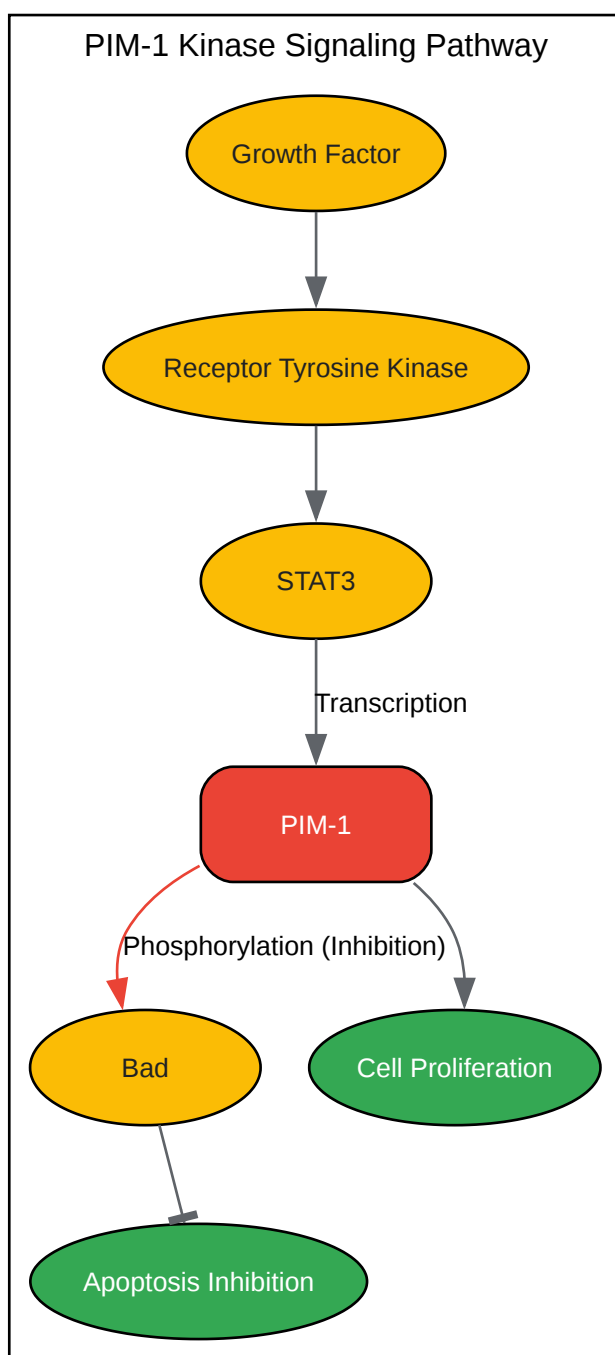 PIM-1 Kinase Signaling Pathway
Growth Factor
Receptor Tyrosine Kinase
STAT3
Transcription
PIM-1
Phosphorylation (Inhibition)
Bad
Cell Proliferation
Apoptosis Inhibition